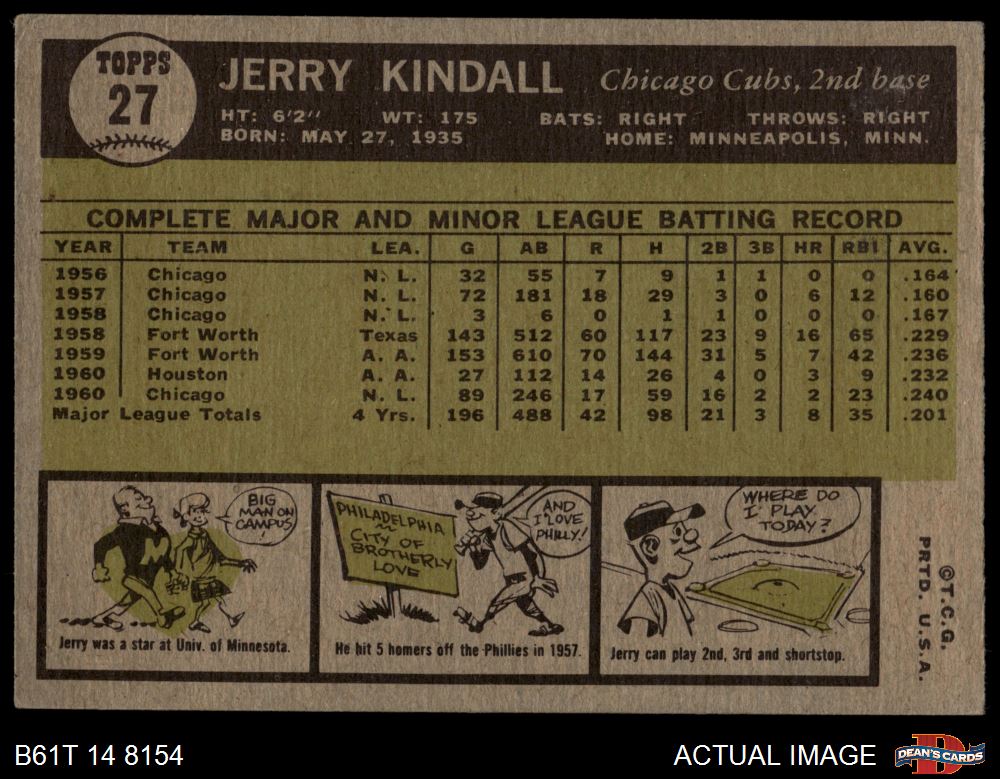 TOPPS
27
JERRY KINDALL Chicago Cubs, 2nd base
HT: 6'2" WT: 175 BATS: RIGHT THROWS: RIGHT
BORN: MAY 27, 1935 HOME: MINNEAPOLIS, MINN.
COMPLETE MAJOR AND MINOR LEAGUE BATTING RECORD
YEAR TEAM LEA. G AB R H 2B 3B HR RBI AVG.
1956 Chicago N. L. 32 55 7 9 1 1 0 0 .164
1957 Chicago N. L. 72 181 18 29 3 0 6 12 .160
1958 Chicago N. L. 3 6 0 1 1 0 0 0 .167
1958 Fort Worth Texas 143 512 60 117 23 9 16 65 .229
1959 Fort Worth A. A. 153 610 70 144 31 5 7 42 .236
1960 Houston A. A. 27 112 14 26 4 0 3 9 .232
1960 Chicago N. L. 89 246 17 59 16 2 2 23 .240
Major League Totals 4 Yrs. 196 488 42 98 21 3 8 35 .201
BIG
MAN ON
CAMPUS!
M
Jerry was a star at Univ. of Minnesota.
PHILADELPHIA
CITY OF
BROTHERLY
LOVE
AND
I LOVE
PHILLY!
He hit 5 homers off the Phillies in 1957.
WHERE DO
I PLAY
TODAY?
Jerry can play 2nd, 3rd and shortstop.
©T.C.G.
PRTD. U.S.A.
B61T 14 8154
ACTUAL IMAGE
D
DEAN'S CARDS